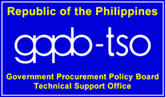 Republic of the Philippines
gppb-tso
Government Procurement Policy Board
Technical Support Office